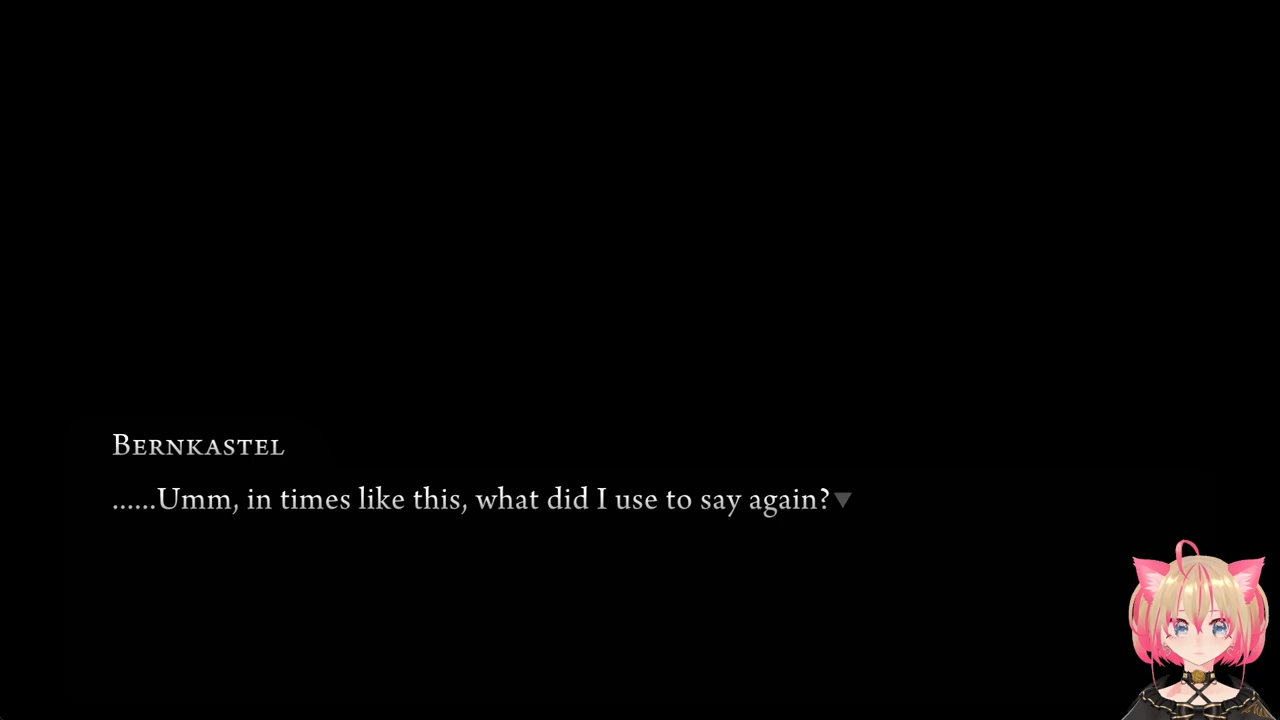 Bernkastel
......Umm, in times like this, what did I use to say again?